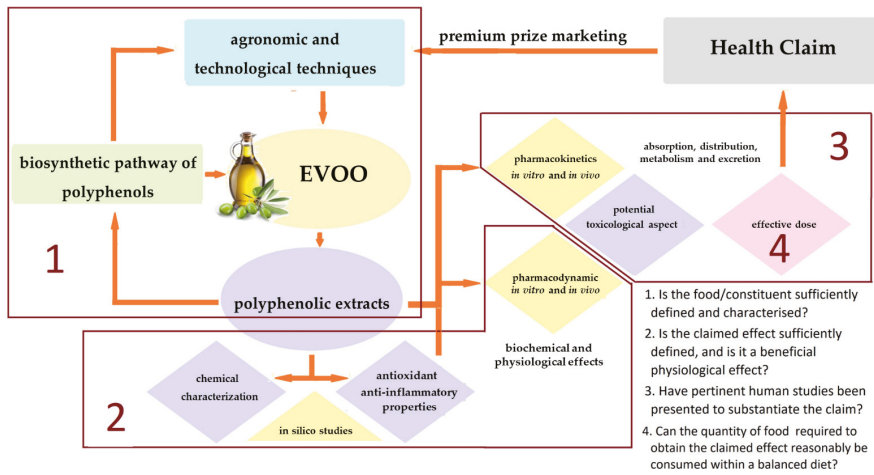 agronomic and
technological techniques
premium prize marketing
Health Claim
biosynthetic pathway of
polyphenols
EVOO
1
polyphenolic extracts
pharmacokinetics
in vitro and in vivo
absorption, distribution,
metabolism and excretion
3
potential
toxicological aspect
effective dose
4
pharmacodynamic
in vitro and in vivo
biochemical and
physiological effects
2
chemical
characterization
antioxidant
anti-inflammatory
properties
in silico studies
1. Is the food/constituent sufficiently
defined and characterised?
2. Is the claimed effect sufficiently
defined, and is it a beneficial
physiological effect?
3. Have pertinent human studies been
presented to substantiate the claim?
4. Can the quantity of food required to
obtain the claimed effect reasonably be
consumed within a balanced diet?